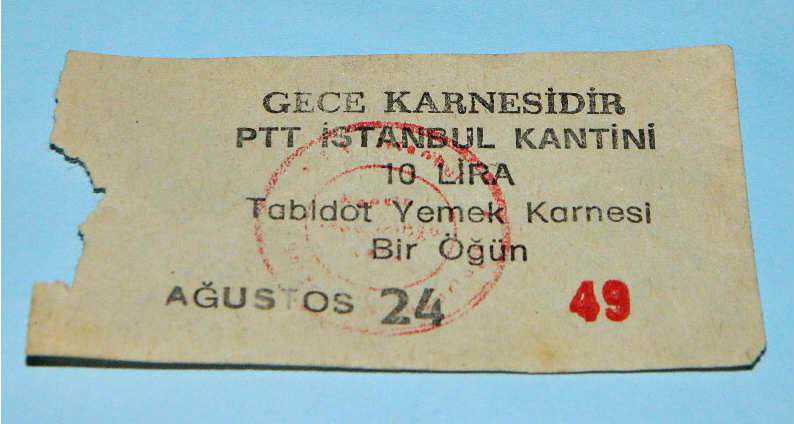 GECE KARNESİDİR
PTT İSTANBUL KANTİNİ
10 LİRA
Tabldot Yemek Karnesi
Bir Öğün
AĞUSTOS 24 49